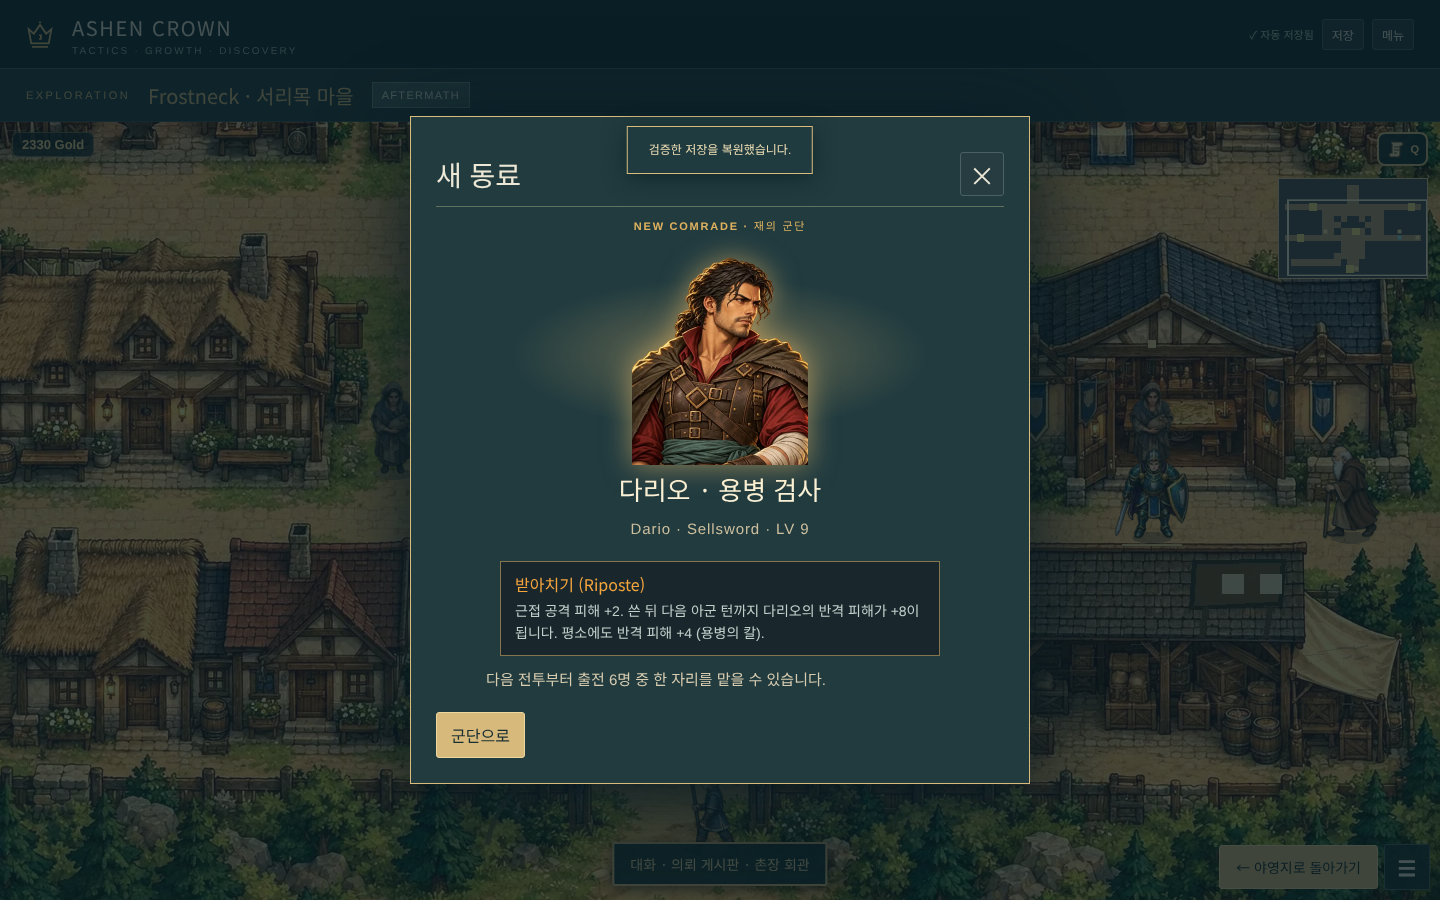 ASHEN CROWN
TACTICS · GROWTH · DISCOVERY
✓ 자동 저장됨
저장
메뉴
EXPLORATION
Frostneck · 서리목 마을
AFTERMATH
2330 Gold
Q
검증한 저장을 복원했습니다.
새 동료
NEW COMRADE · 재의 군단
다리오 · 용병 검사
Dario · Sellsword · LV 9
받아치기 (Riposte)
근접 공격 피해 +2. 쓴 뒤 다음 아군 턴까지 다리오의 반격 피해가 +8이
됩니다. 평소에도 반격 피해 +4 (용병의 칼).
다음 전투부터 출전 6명 중 한 자리를 맡을 수 있습니다.
군단으로
대화 · 의뢰 게시판 · 촌장 회관
← 야영지로 돌아가기